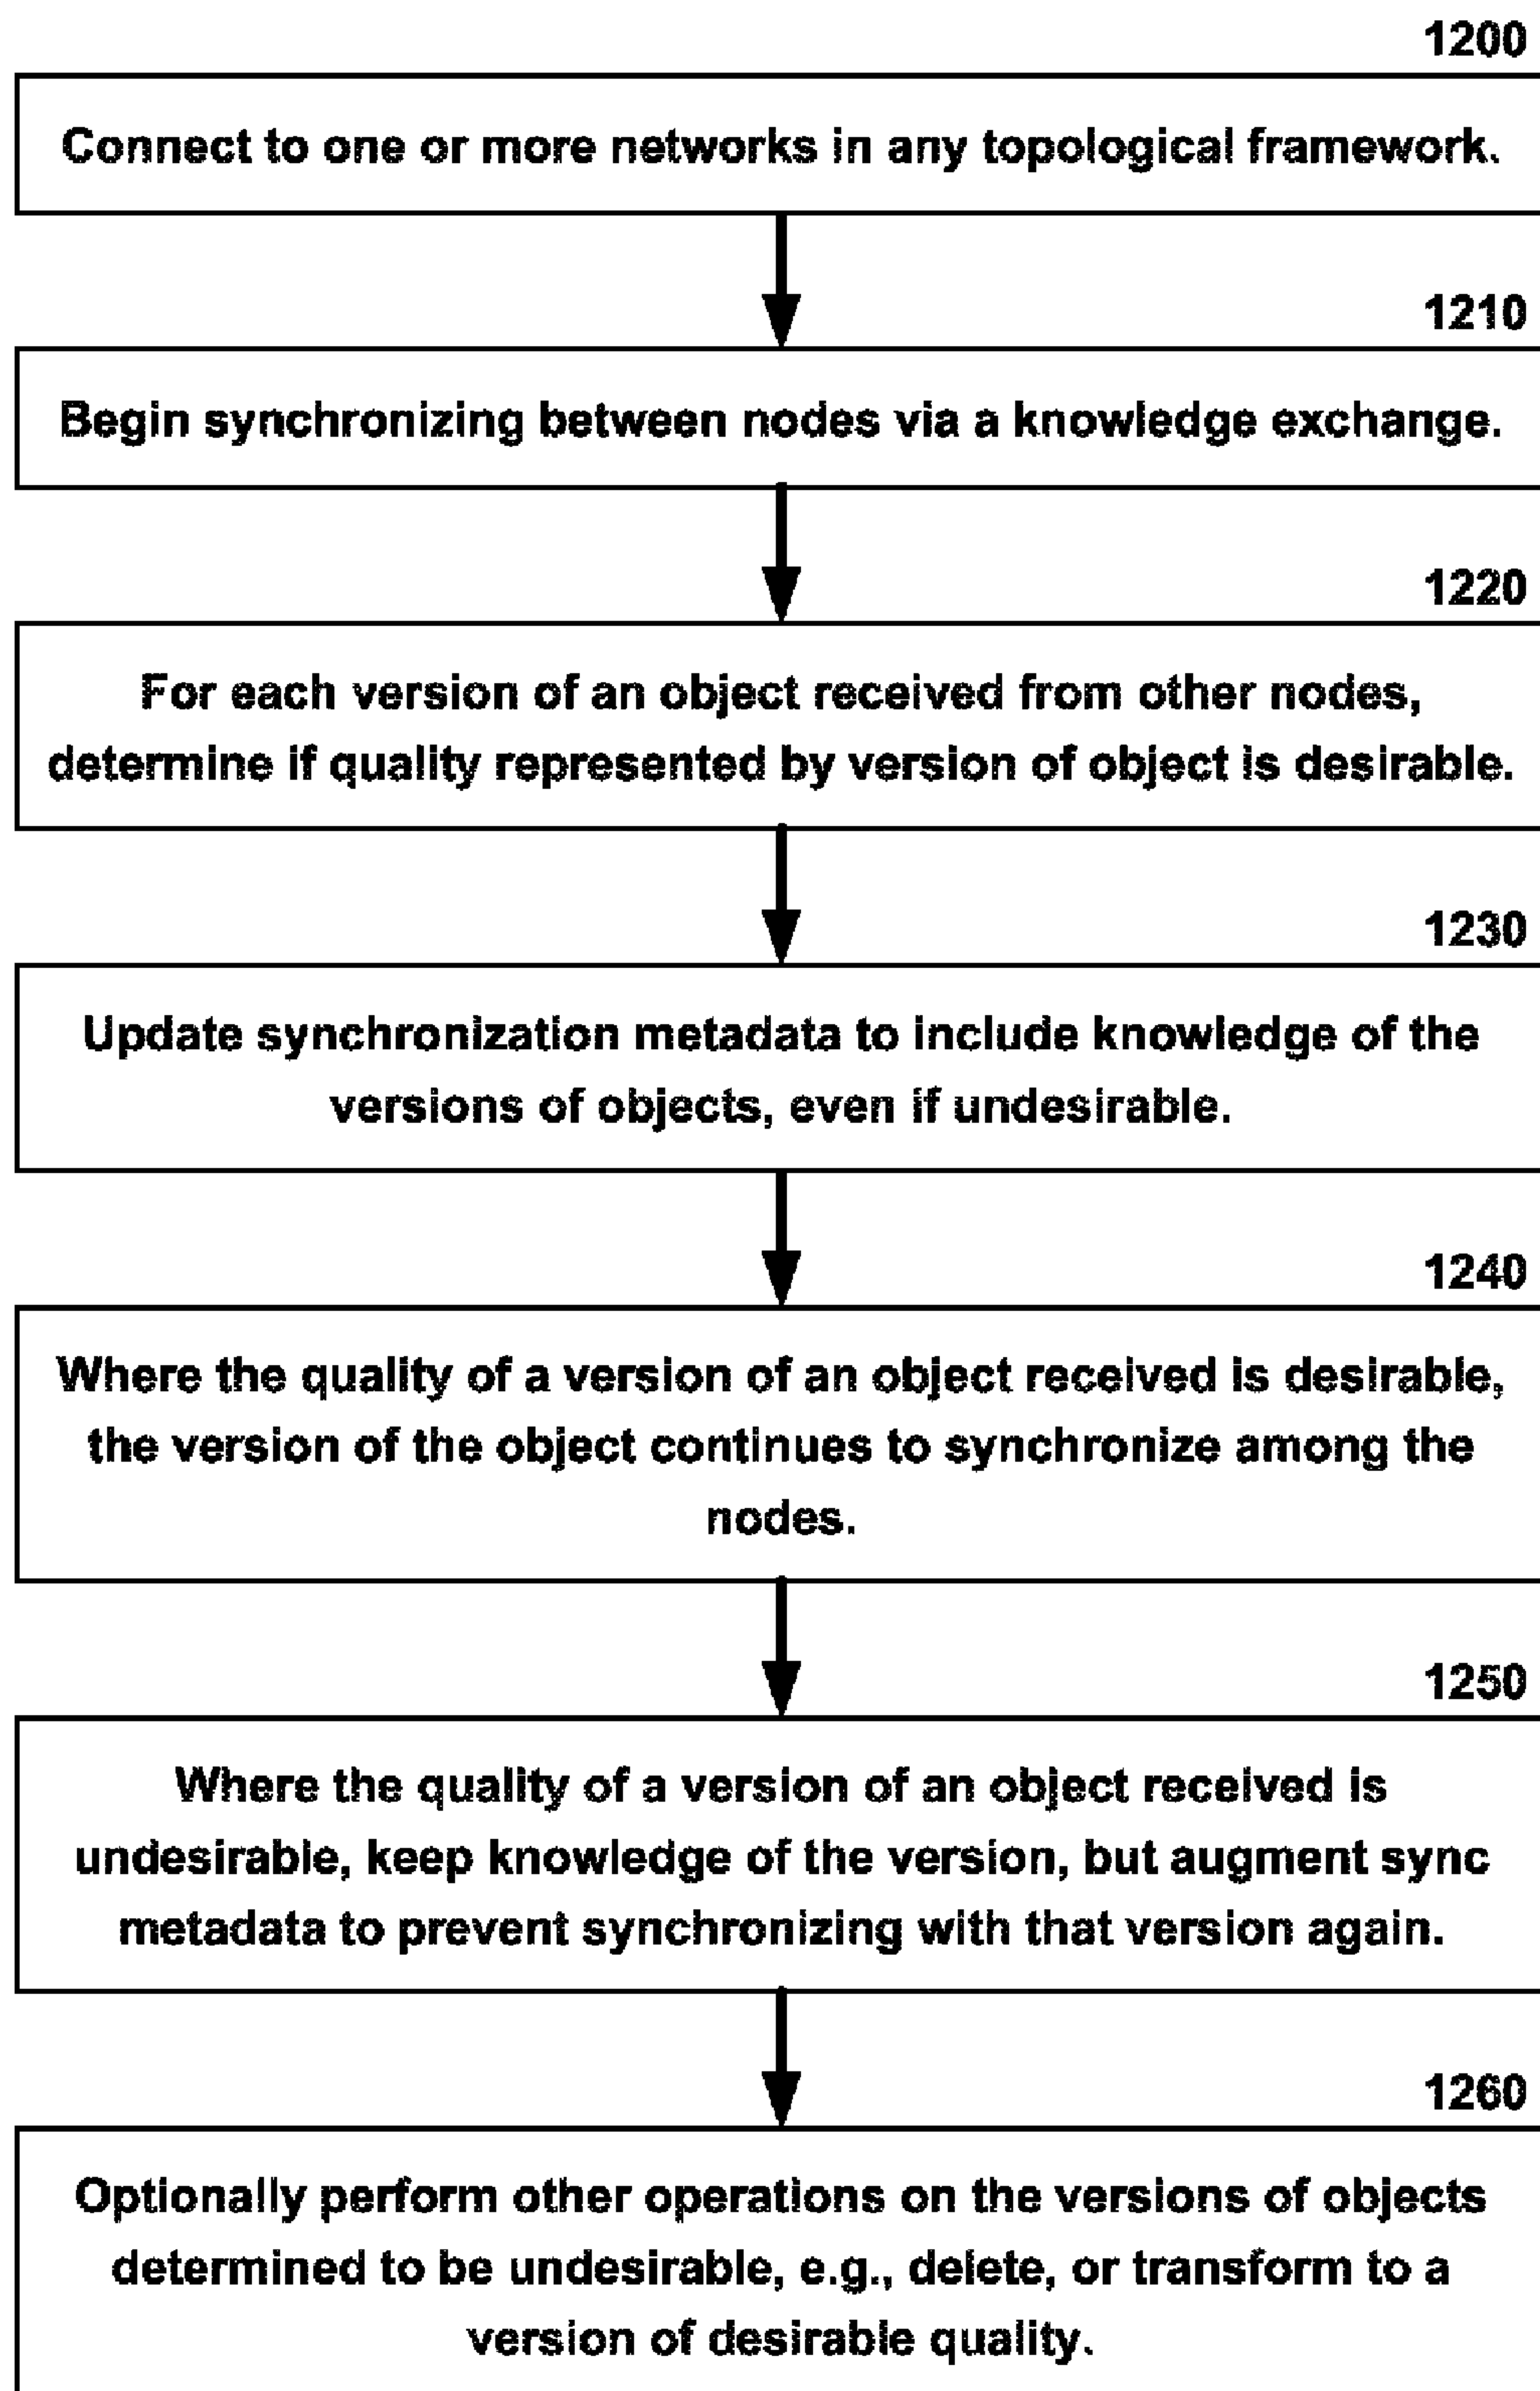 1200
Connect to one or more networks in any topological framework.
1210
Begin synchronizing between nodes via a knowledge exchange.
1220
For each version of an object received from other nodes,
determine if quality represented by version of object is desirable.
1230
Update synchronization metadata to include knowledge of the
versions of objects, even if undesirable.
1240
Where the quality of a version of an object received is desirable,
the version of the object continues to synchronize among the
nodes.
1250
Where the quality of a version of an object received is
undesirable, keep knowledge of the version, but augment sync
metadata to prevent synchronizing with that version again.
1260
Optionally perform other operations on the versions of objects
determined to be undesirable, e.g., delete, or transform to a
version of desirable quality.